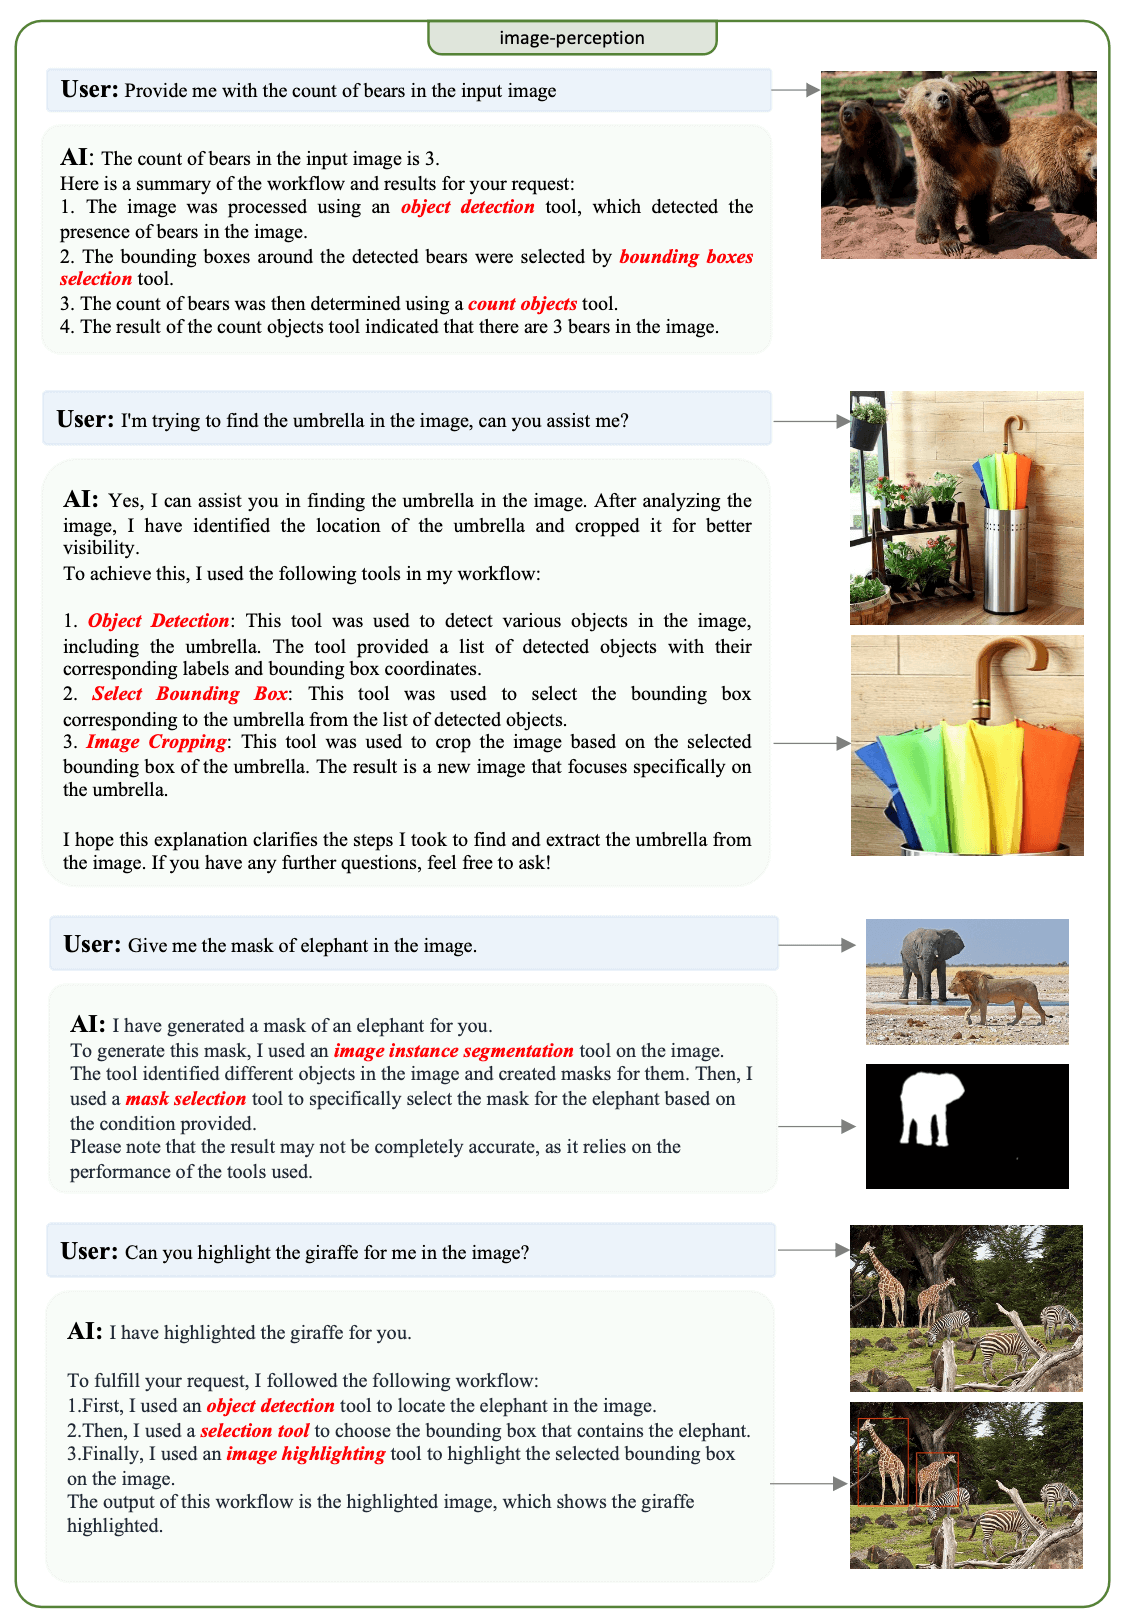 image-perception
User: Provide me with the count of bears in the input image
AI: The count of bears in the input image is 3.
Here is a summary of the workflow and results for your request:
1. The image was processed using an object detection tool, which detected the
presence of bears in the image.
2. The bounding boxes around the detected bears were selected by bounding boxes
selection tool.
3. The count of bears was then determined using a count objects tool.
4. The result of the count objects tool indicated that there are 3 bears in the image.
User: I'm trying to find the umbrella in the image, can you assist me?
AI: Yes, I can assist you in finding the umbrella in the image. After analyzing the
image, I have identified the location of the umbrella and cropped it for better
visibility.
To achieve this, I used the following tools in my workflow:
1. Object Detection: This tool was used to detect various objects in the image,
including the umbrella. The tool provided a list of detected objects with their
corresponding labels and bounding box coordinates.
2. Select Bounding Box: This tool was used to select the bounding box
corresponding to the umbrella from the list of detected objects.
3. Image Cropping: This tool was used to crop the image based on the selected
bounding box of the umbrella. The result is a new image that focuses specifically on
the umbrella.
I hope this explanation clarifies the steps I took to find and extract the umbrella from
the image. If you have any further questions, feel free to ask!
User: Give me the mask of elephant in the image.
AI: I have generated a mask of an elephant for you.
To generate this mask, I used an image instance segmentation tool on the image.
The tool identified different objects in the image and created masks for them. Then, I
used a mask selection tool to specifically select the mask for the elephant based on
the condition provided.
Please note that the result may not be completely accurate, as it relies on the
performance of the tools used.
User: Can you highlight the giraffe for me in the image?
AI: I have highlighted the giraffe for you.
To fulfill your request, I followed the following workflow:
1.First, I used an object detection tool to locate the elephant in the image.
2.Then, I used a selection tool to choose the bounding box that contains the elephant.
3.Finally, I used an image highlighting tool to highlight the selected bounding box
on the image.
The output of this workflow is the highlighted image, which shows the giraffe
highlighted.